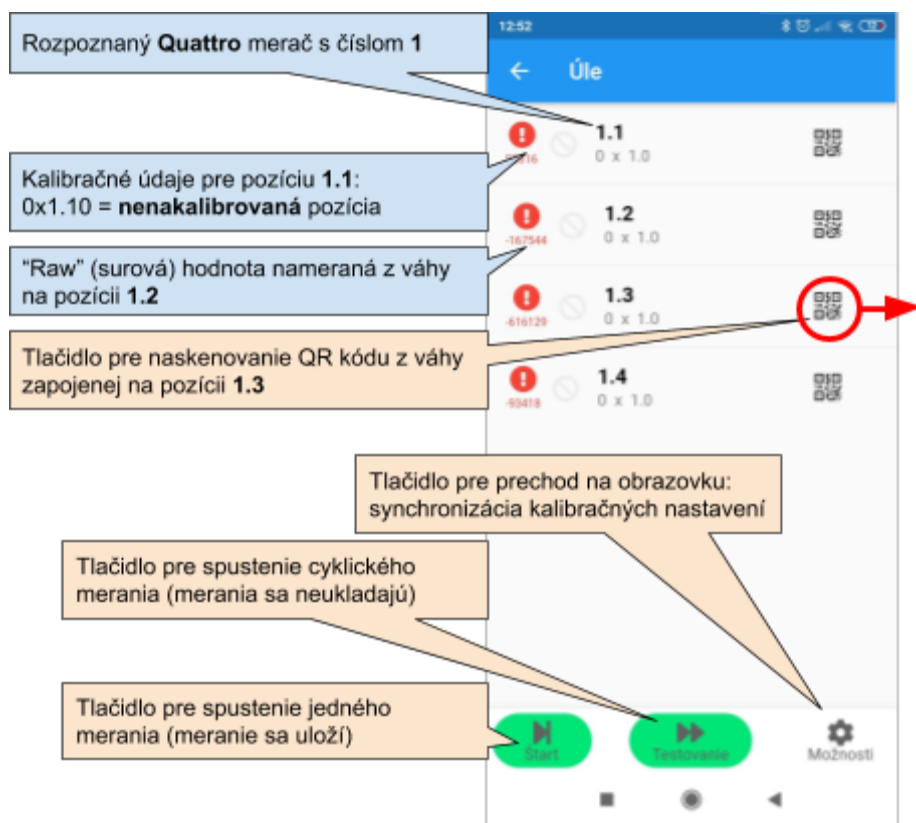 12:52
Úle
Rozpoznaný Quattro merač s číslom 1
1.1
0 x 1.0
Kalibračné údaje pre pozíciu 1.1:
0x1.10 = nenakalibrovaná pozícia
1.2
-167544
0 x 1.0
"Raw" (surová) hodnota nameraná z váhy
na pozícii 1.2
1.3
-616129
0 x 1.0
Tlačidlo pre naskenovanie QR kódu z váhy
zapojenej na pozícii 1.3
1.4
-93418
0 x 1.0
Tlačidlo pre prechod na obrazovku:
synchronizácia kalibračných nastavení
Tlačidlo pre spustenie cyklického
merania (merania sa neukladajú)
Tlačidlo pre spustenie jedného
merania (meranie sa uloží)
Štart
Testovanie
Možnosti